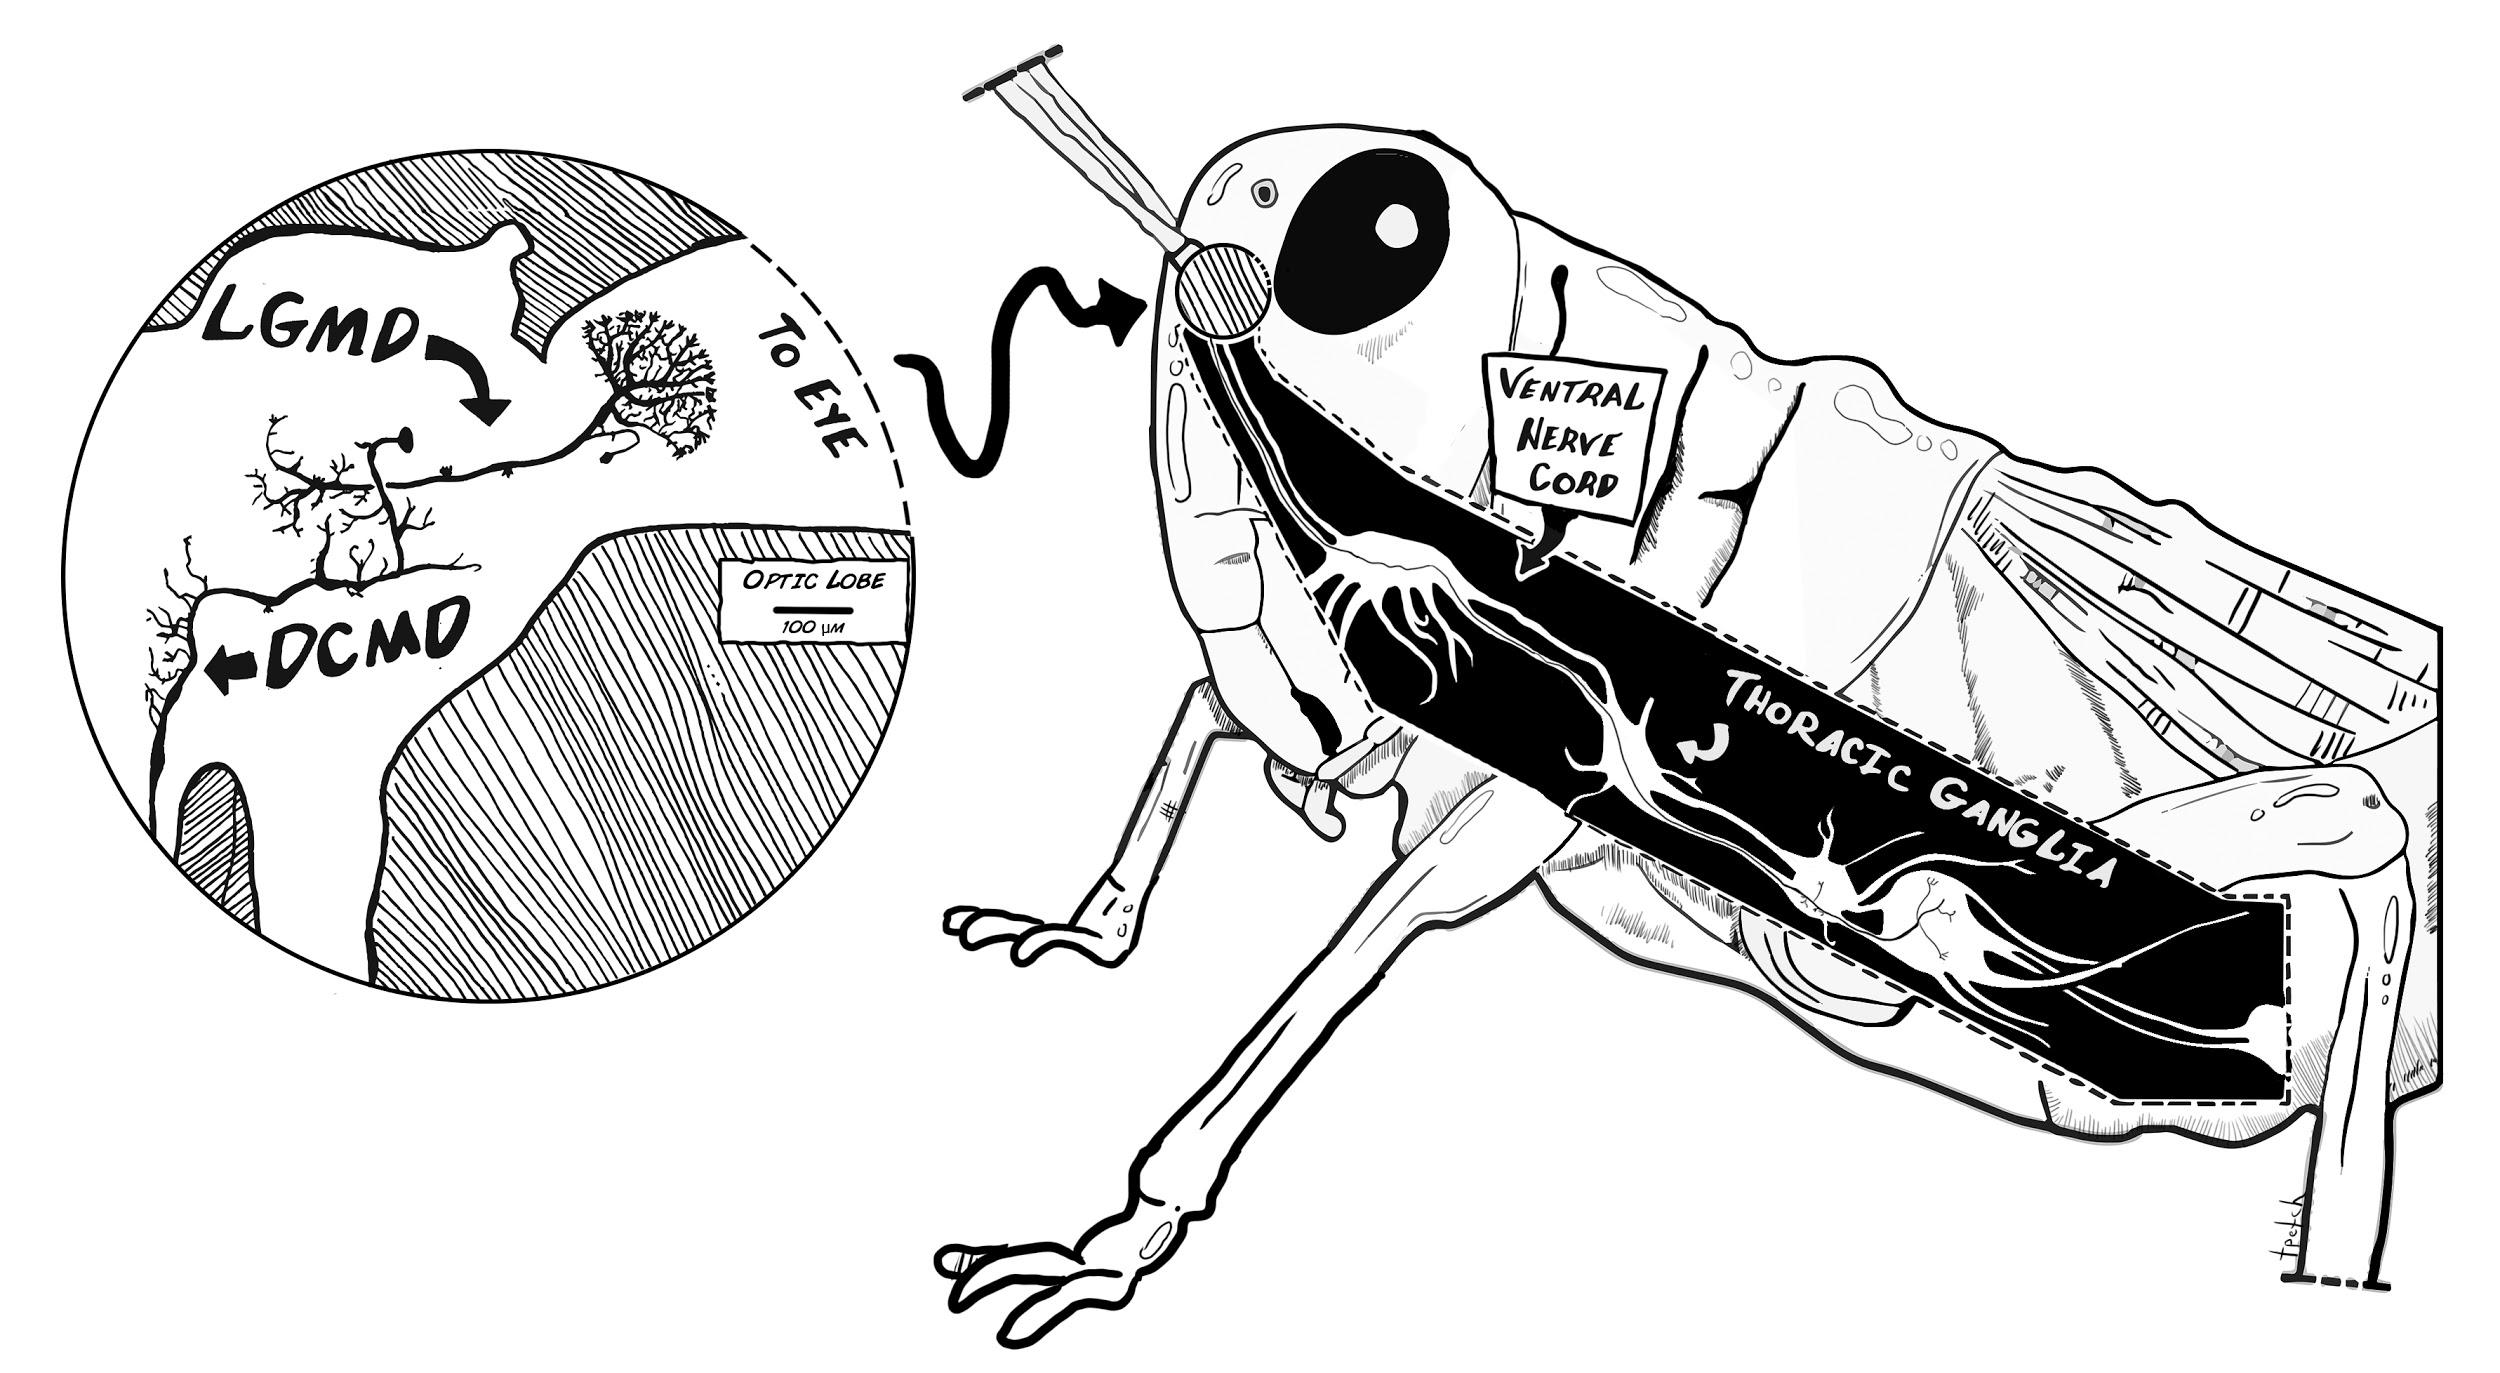 LGMD
TO EYE
DCMD
OPTIC LOBE
100 µM
VENTRAL
NERVE
CORD
THORACIC GANGLIA